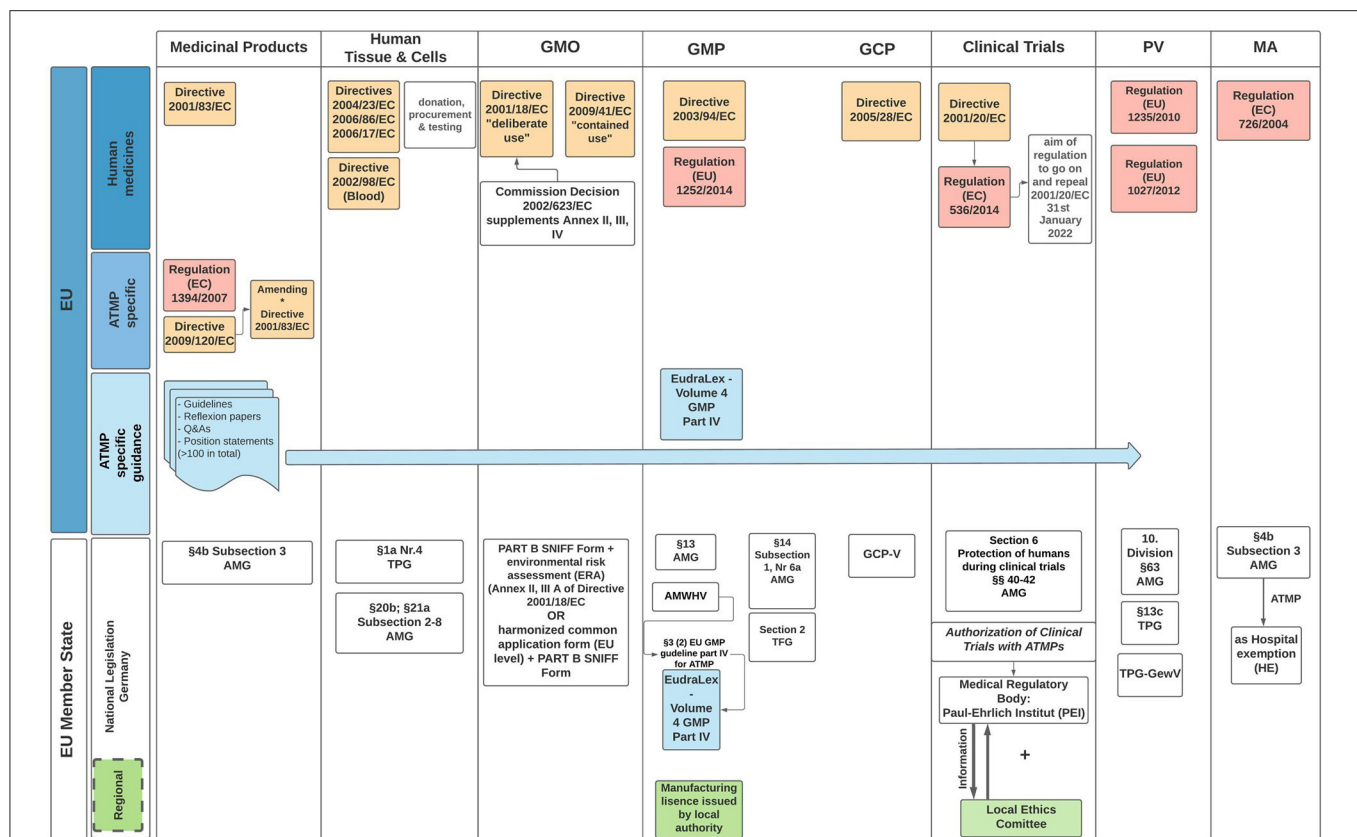 Medicinal Products
Human
Tissue & Cells
GMO
GMP
GCP
Clinical Trials
PV
MA
EU
Human
medicines
Directive
2001/83/EC
Directives
2004/23/EC
2006/86/EC
2006/17/EC
donation,
procurement
& testing
Directive
2002/98/EC
(Blood)
Directive
2001/18/EC
"deliberate
use"
Directive
2009/41/EC
"contained
use"
Commission Decision
2002/623/EC
supplements Annex II, III,
IV
Directive
2003/94/EC
Regulation
(EU)
1252/2014
Directive
2005/28/EC
Directive
2001/20/EC
Regulation
(EC)
536/2014
aim of
regulation
to go on
and repeal
2001/20/EC
31st
January
2022
Regulation
(EU)
1235/2010
Regulation
(EU)
1027/2012
Regulation
(EC)
726/2004
ATMP
specific
Regulation
(EC)
1394/2007
Directive
2009/120/EC
Amending
*
Directive
2001/83/EC
ATMP
specific
guidance
- Guidelines
- Reflexion papers
- Q&As
- Position statements
(>100 in total)
EudraLex -
Volume 4
GMP
Part IV
EU Member State
National Legislation
Germany
§4b Subsection 3
AMG
§1a Nr.4
TPG
§20b; §21a
Subsection 2-8
AMG
PART B SNIFF Form +
environmental risk
assessment (ERA)
(Annex II, III A of Directive
2001/18/EC
OR
harmonized common
application form (EU
level) + PART B SNIFF
Form
§13
AMG
AMWHV
§14
Subsection
1, Nr 6a
AMG
Section 2
TFG
§3 (2) EU GMP
gudeline part IV
for ATMP
EudraLex
-
Volume
4 GMP
Part IV
GCP-V
Section 6
Protection of humans
during clinical trials
§§ 40-42
AMG
Authorization of Clinical
Trials with ATMPs
Medical Regulatory
Body:
Paul-Ehrlich Institut (PEI)
Information
+
10.
Division
§63
AMG
§13c
TPG
TPG-GewV
§4b
Subsection 3
AMG
ATMP
as Hospital
exemption
(HE)
Regional
Manufacturing
lisence issued
by local
authority
Local Ethics
Comittee